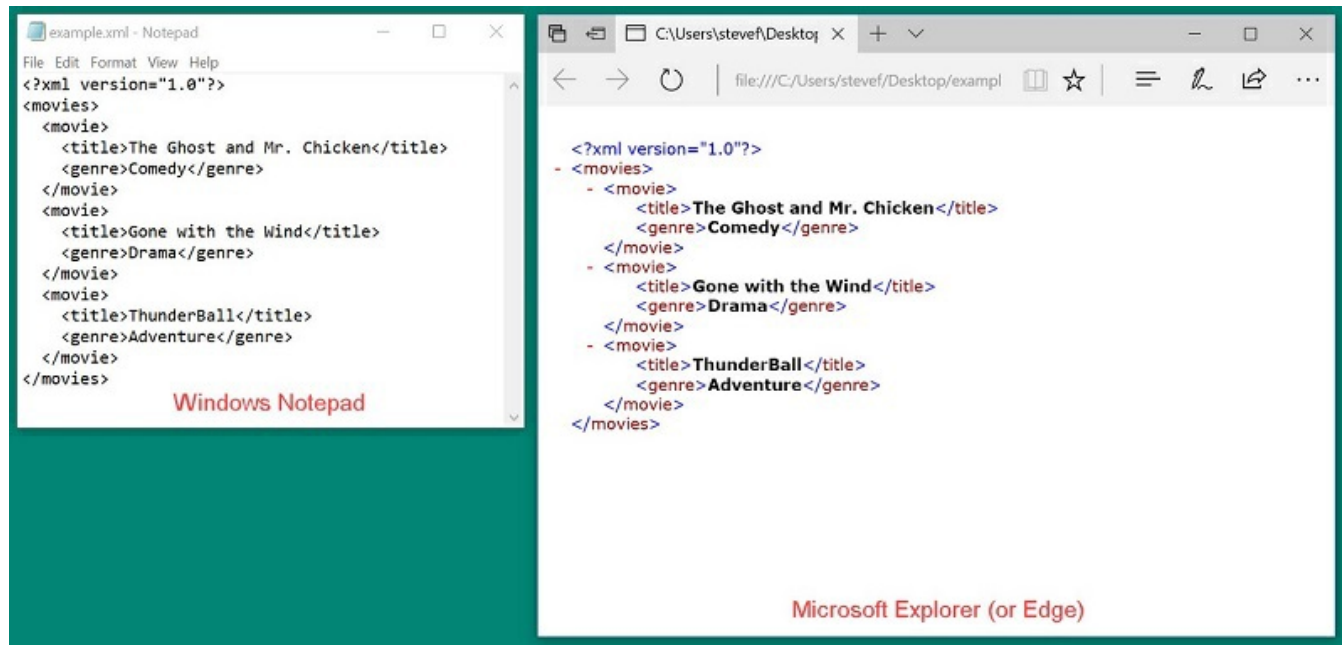 example.xml - Notepad
File Edit Format View Help
<?xml version="1.0"?>
<movies>
  <movie>
    <title>The Ghost and Mr. Chicken</title>
    <genre>Comedy</genre>
  </movie>
  <movie>
    <title>Gone with the Wind</title>
    <genre>Drama</genre>
  </movie>
  <movie>
    <title>ThunderBall</title>
    <genre>Adventure</genre>
  </movie>
</movies>
Windows Notepad
C:\Users\stevef\Desktop
file:///C:/Users/stevef/Desktop/exampl
<?xml version="1.0"?>
- <movies>
  - <movie>
      <title>The Ghost and Mr. Chicken</title>
      <genre>Comedy</genre>
    </movie>
  - <movie>
      <title>Gone with the Wind</title>
      <genre>Drama</genre>
    </movie>
  - <movie>
      <title>ThunderBall</title>
      <genre>Adventure</genre>
    </movie>
  </movies>
Microsoft Explorer (or Edge)